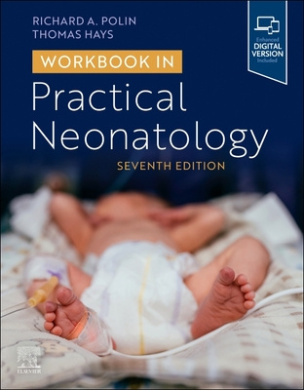 RICHARD A. POLIN
THOMAS HAYS
Enhanced
DIGITAL
VERSION
Included
WORKBOOK IN
Practical
Neonatology
SEVENTH EDITION
ELSEVIER